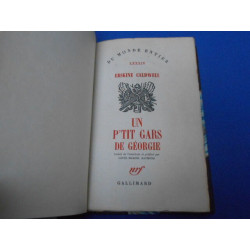 DU MONDE ENTIER
ERSKINE CALDWELL
UN
P'TIT GARS
DE GÉORGIE
nrf
GALLIMARD